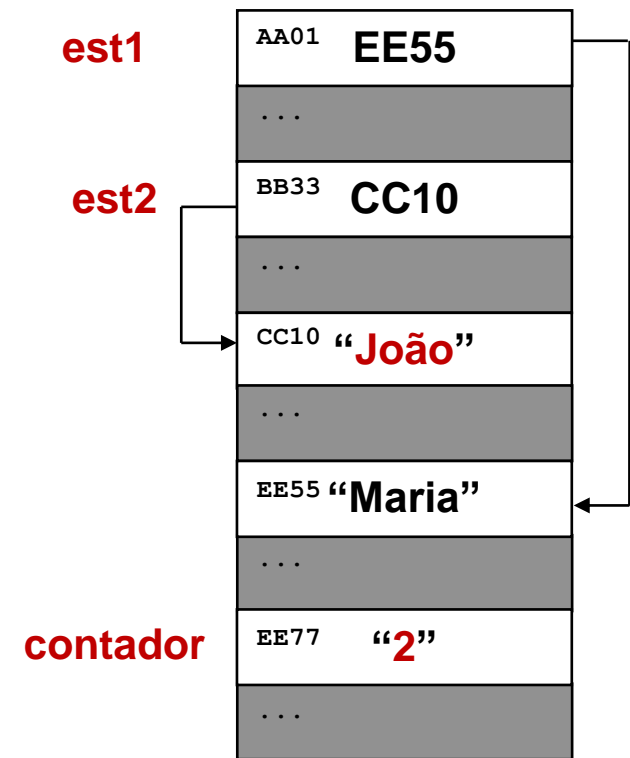 est1 AA01 EE55
...
est2 BB33 CC10
...
CC10 “João”
...
EE55 “Maria”
...
contador EE77 “2”
...